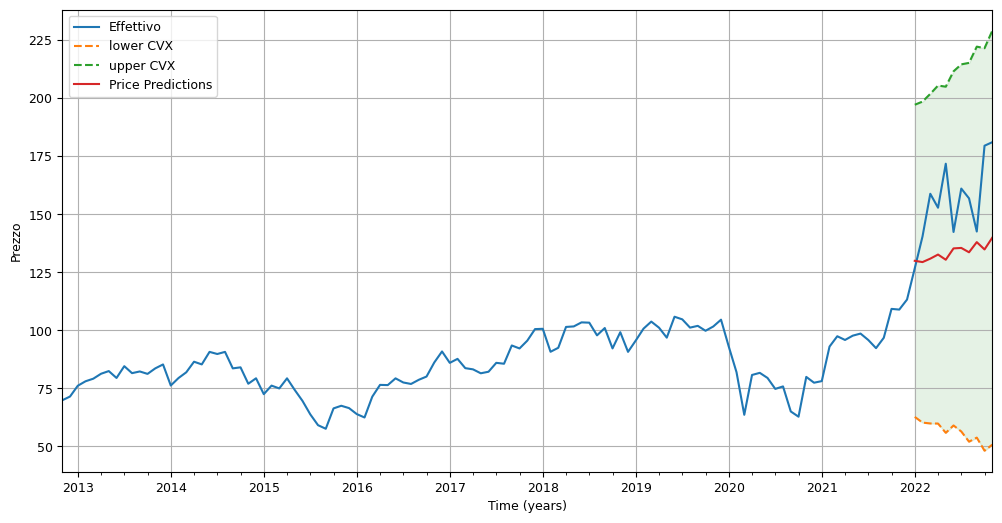 Effettivo
lower CVX
upper CVX
Price Predictions
225
200
175
150
125
100
75
50
Prezzo
2013 2014 2015 2016 2017 2018 2019 2020 2021 2022
Time (years)